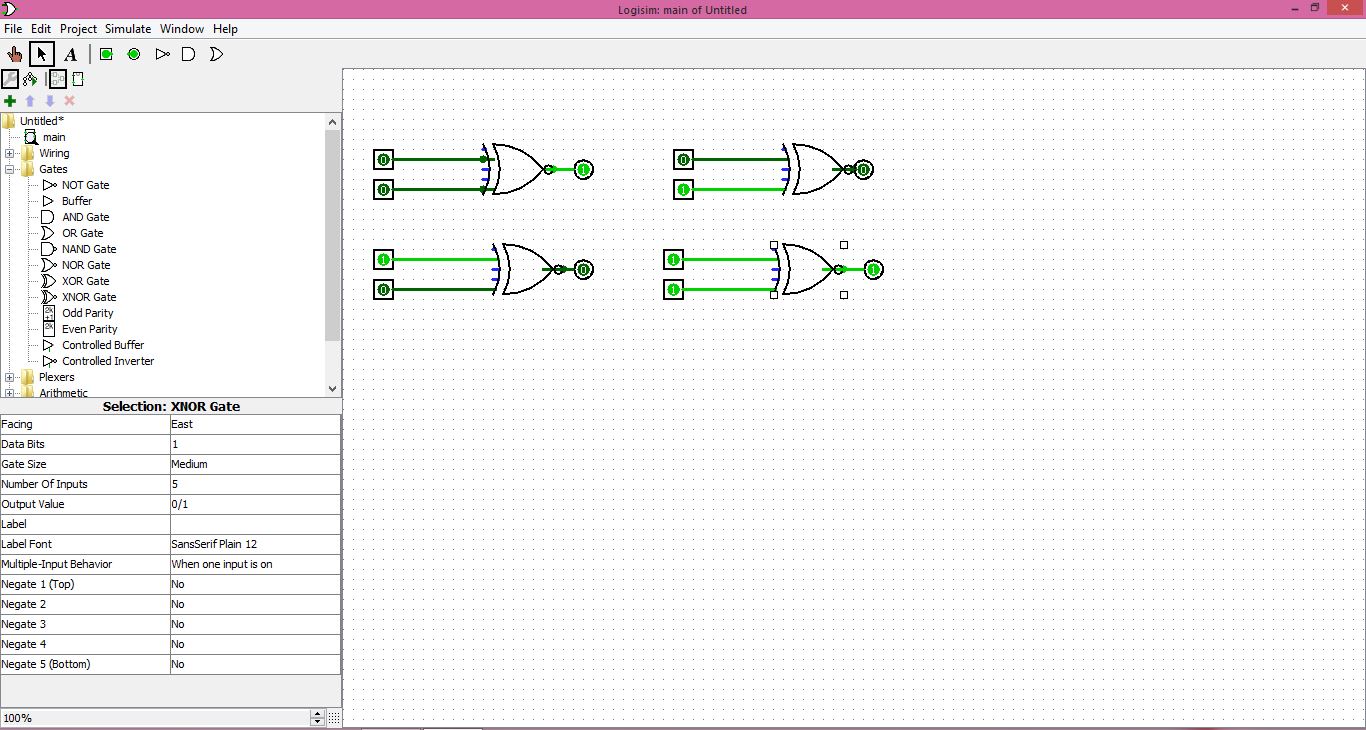 Logisim: main of Untitled
File Edit Project Simulate Window Help
A
Untitled*
main
Wiring
Gates
NOT Gate
Buffer
AND Gate
OR Gate
NAND Gate
NOR Gate
XOR Gate
XNOR Gate
Odd Parity
Even Parity
Controlled Buffer
Controlled Inverter
Plexers
Arithmetic
Selection: XNOR Gate
Facing East
Data Bits 1
Gate Size Medium
Number Of Inputs 5
Output Value 0/1
Label
Label Font SansSerif Plain 12
Multiple-Input Behavior When one input is on
Negate 1 (Top) No
Negate 2 No
Negate 3 No
Negate 4 No
Negate 5 (Bottom) No
100%
0 1 0 0
0 1
1 0 1 1
0 1